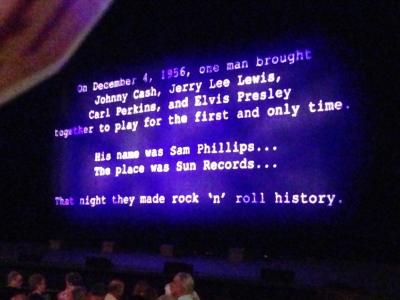 On December 4, 1956, one man brought
Johnny Cash, Jerry Lee Lewis,
Carl Perkins, and Elvis Presley
together to play for the first and only time.
His name was Sam Phillips...
The place was Sun Records...
That night they made rock 'n' roll history.